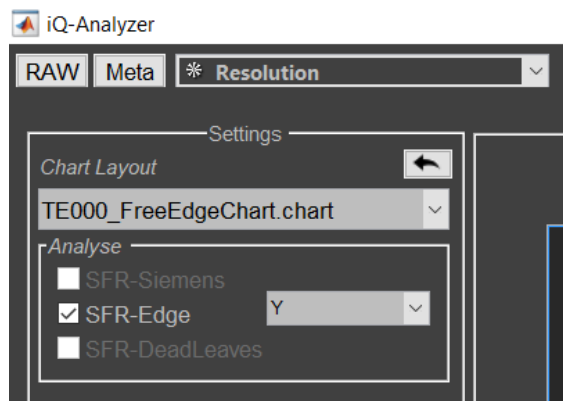 iQ-Analyzer
RAW Meta Resolution
Settings
Chart Layout
TE000_FreeEdgeChart.chart
Analyse
SFR-Siemens
SFR-Edge Y
SFR-DeadLeaves